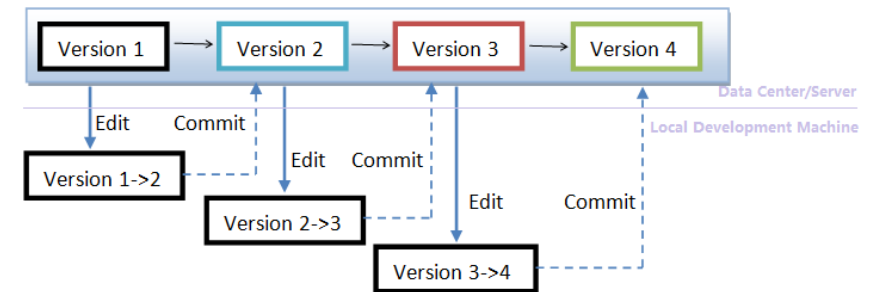 Version 1
Version 2
Version 3
Version 4
Data Center/Server
Local Development Machine
Edit
Commit
Version 1->2
Edit
Commit
Version 2->3
Edit
Commit
Version 3->4